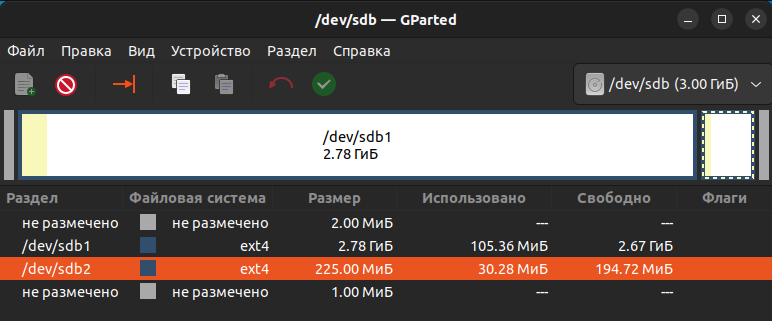 /dev/sdb — GParted
Файл Правка Вид Устройство Раздел Справка
/dev/sdb (3.00 ГиБ)
/dev/sdb1
2.78 ГиБ
Раздел Файловая система Размер Использовано Свободно Флаги
не размечено не размечено 2.00 МиБ --- ---
/dev/sdb1 ext4 2.78 ГиБ 105.36 МиБ 2.67 ГиБ
/dev/sdb2 ext4 225.00 МиБ 30.28 МиБ 194.72 МиБ
не размечено не размечено 1.00 МиБ --- ---